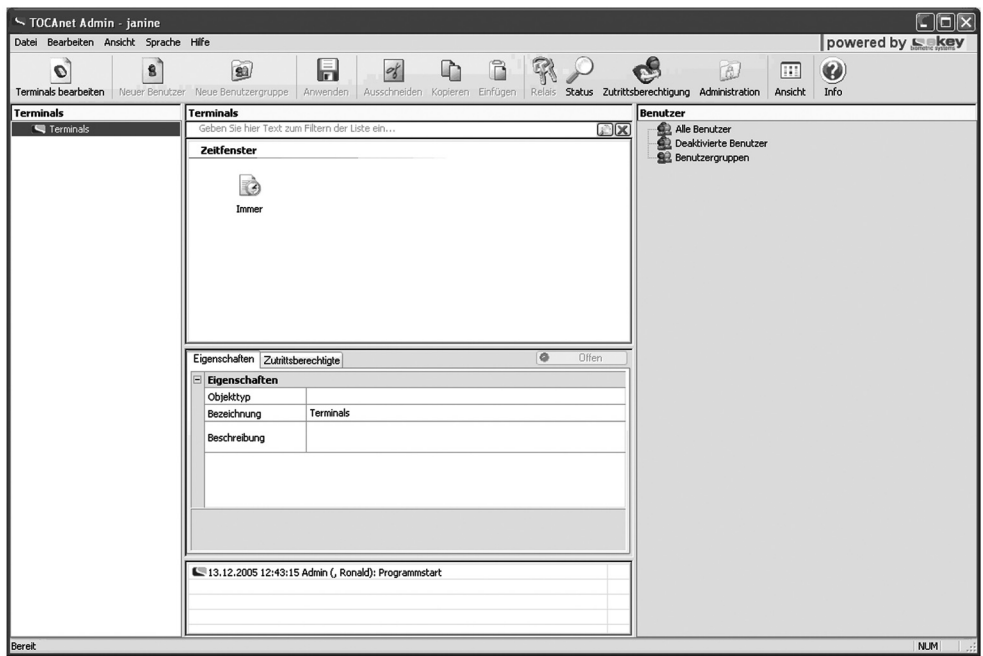 TOCAnet Admin - janine
Datei Bearbeiten Ansicht Sprache Hilfe
powered by ekey
biometric systems
Terminals bearbeiten Neuer Benutzer Neue Benutzergruppe Anwenden Ausschneiden Kopieren Einfügen Relais Status Zutrittsberechtigung Administration Ansicht Info
Terminals
Terminals
Terminals
Geben Sie hier Text zum Filtern der Liste ein...
Zeitfenster
Immer
Eigenschaften Zutrittsberechtigte
Offen
Eigenschaften
Objekttyp
Bezeichnung Terminals
Beschreibung
13.12.2005 12:43:15 Admin (, Ronald): Programmstart
Benutzer
Alle Benutzer
Deaktivierte Benutzer
Benutzergruppen
Bereit
NUM